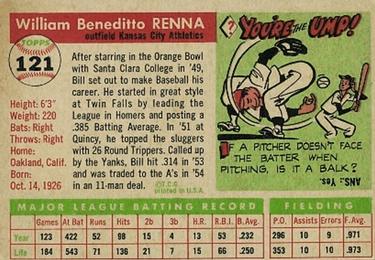 William Beneditto RENNA
outfield Kansas City Athletics
TOPPS
121
Height: 6'3"
Weight: 220
Bats: Right
Throws: Right
Home:
Oakland, Calif.
Born:
Oct. 14, 1926
After starring in the Orange Bowl
with Santa Clara College in '49,
Bill set out to make Baseball his
career. He started in great style
at Twin Falls by leading the
League in Homers and posting
a .385 Batting Average. In '51 at
Quincy, he topped the sluggers
with 26 Round Trippers. Called up
by the Yanks, Bill hit .314 in '53
and was traded to the A's in '54
in an 11-man deal.
©T.C.G.
printed in U.S.A.
?
YOU'RE THE UMP!
IF A PITCHER DOESN'T FACE
THE BATTER WHEN
PITCHING, IS IT A BALK?
ANS. Yes.
MAJOR LEAGUE BATTING RECORD
FIELDING
Games At Bat Runs Hits 2b 3b H.R. R.B.I. B.Avg. P.O. Assists Errors F.Avg.
Year 123 422 52 98 15 13 53 .232 296 10 9 .971
Life 184 543 71 136 21 7 15 66 .250 353 10 10 .973